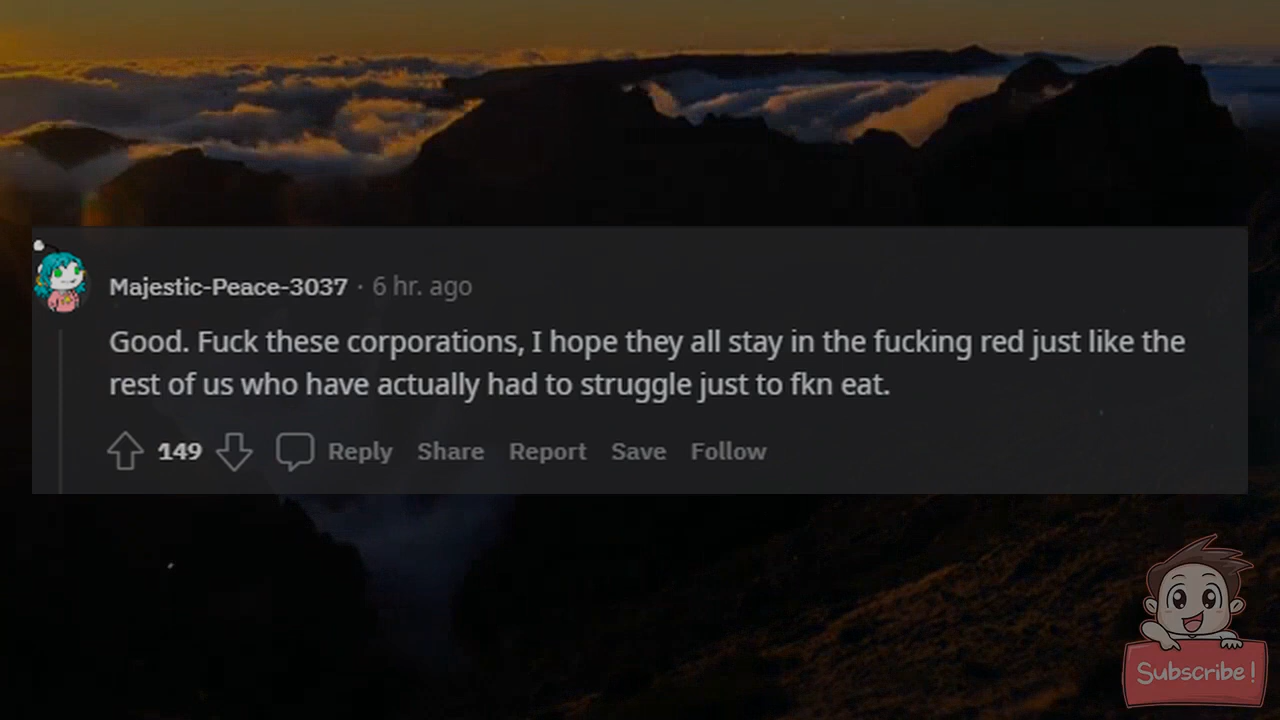 Majestic-Peace-3037 · 6 hr. ago
Good. Fuck these corporations, I hope they all stay in the fucking red just like the
rest of us who have actually had to struggle just to fkn eat.
149 Reply Share Report Save Follow
Subscribe!